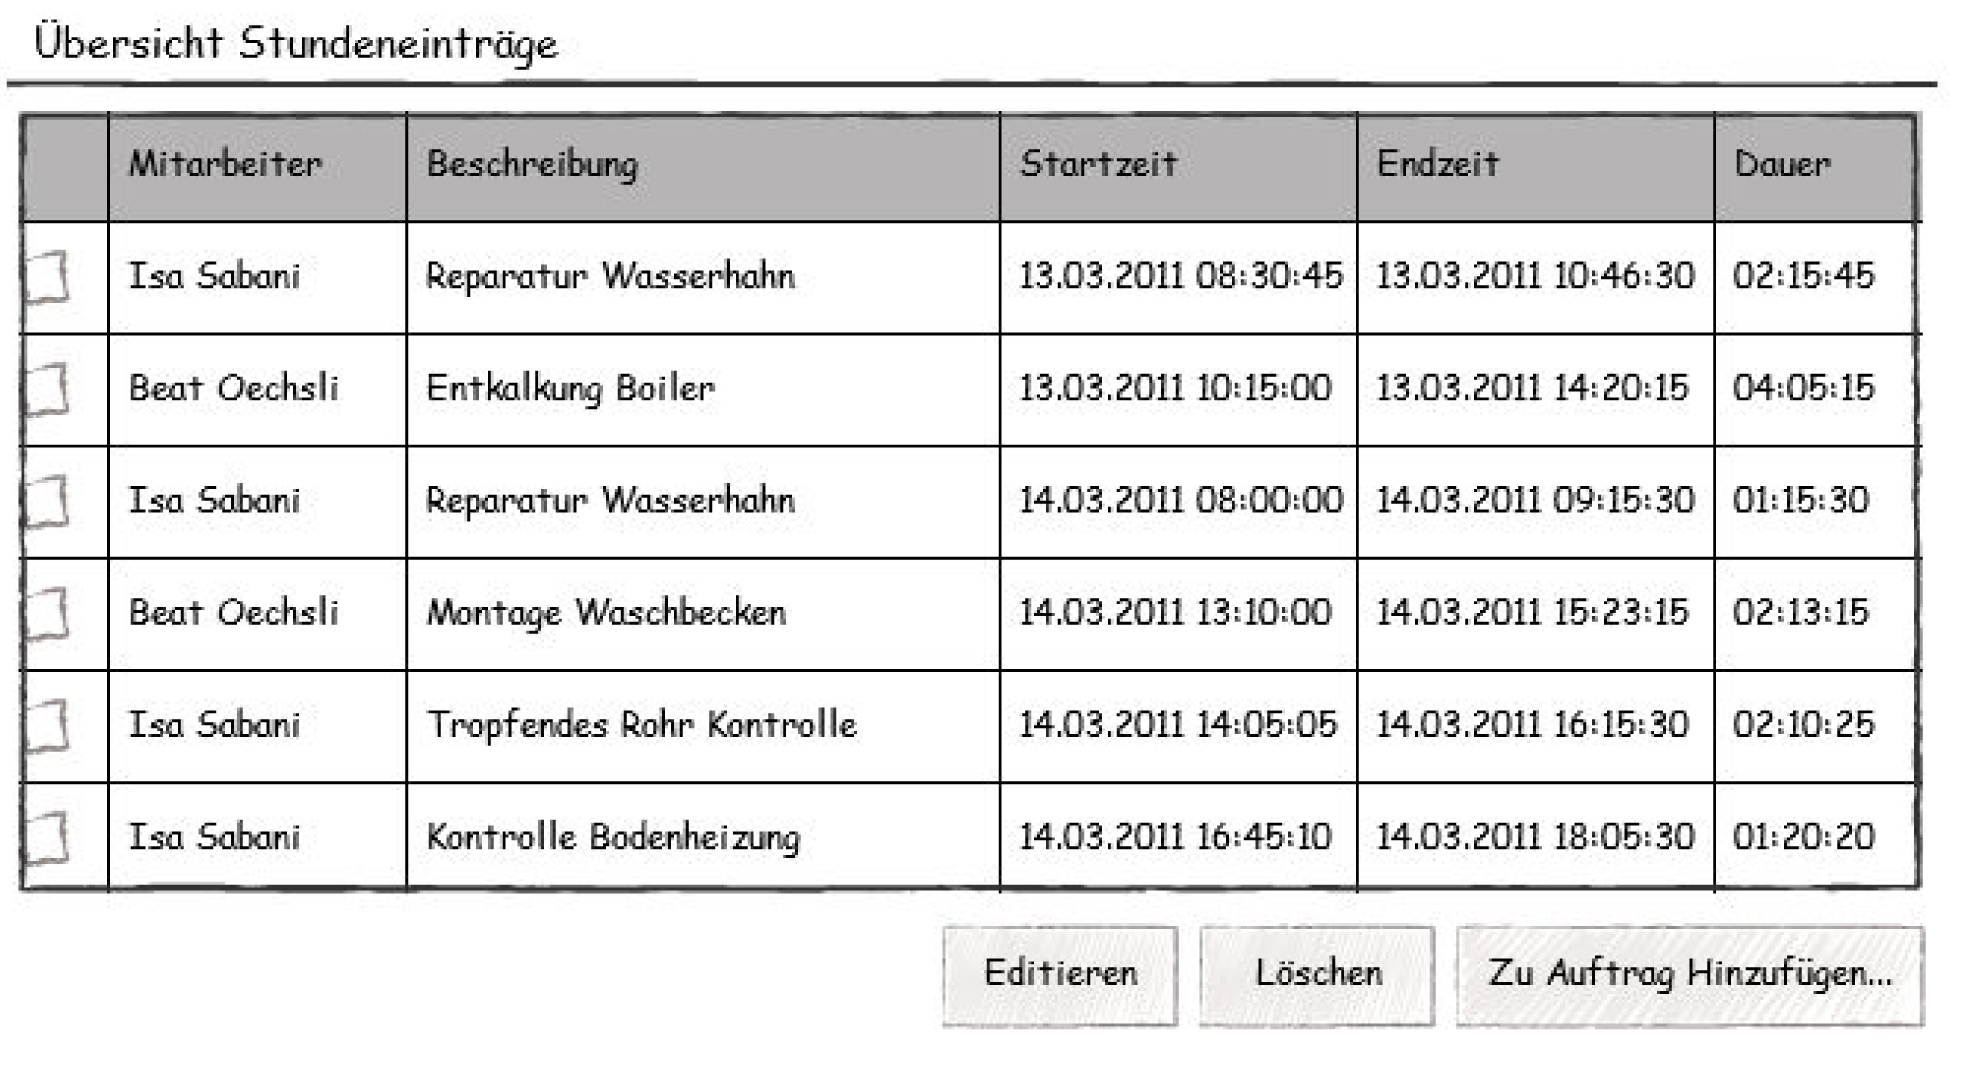 Übersicht Stundeneinträge
Mitarbeiter Beschreibung Startzeit Endzeit Dauer
Isa Sabani Reparatur Wasserhahn 13.03.2011 08:30:45 13.03.2011 10:46:30 02:15:45
Beat Oechsli Entkalkung Boiler 13.03.2011 10:15:00 13.03.2011 14:20:15 04:05:15
Isa Sabani Reparatur Wasserhahn 14.03.2011 08:00:00 14.03.2011 09:15:30 01:15:30
Beat Oechsli Montage Waschbecken 14.03.2011 13:10:00 14.03.2011 15:23:15 02:13:15
Isa Sabani Tropfendes Rohr Kontrolle 14.03.2011 14:05:05 14.03.2011 16:15:30 02:10:25
Isa Sabani Kontrolle Bodenheizung 14.03.2011 16:45:10 14.03.2011 18:05:30 01:20:20
Editieren Löschen Zu Auftrag Hinzufügen...